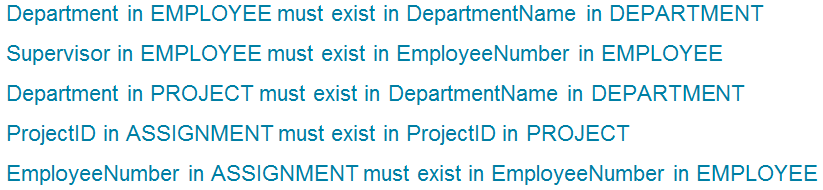 Department in EMPLOYEE must exist in DepartmentName in DEPARTMENT
Supervisor in EMPLOYEE must exist in EmployeeNumber in EMPLOYEE
Department in PROJECT must exist in DepartmentName in DEPARTMENT
ProjectID in ASSIGNMENT must exist in ProjectID in PROJECT
EmployeeNumber in ASSIGNMENT must exist in EmployeeNumber in EMPLOYEE